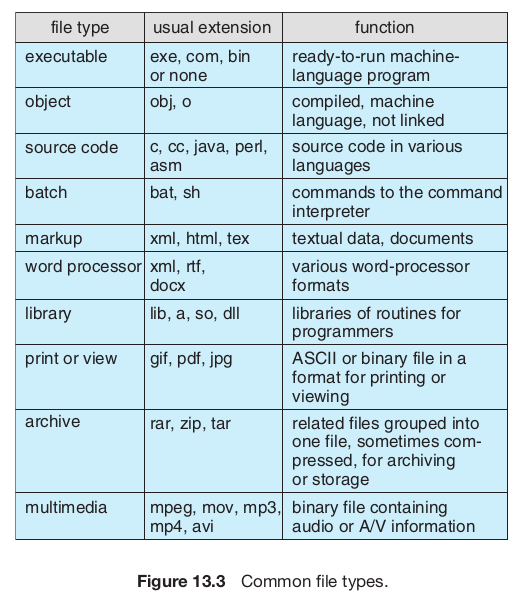 file type usual extension function
executable exe, com, bin ready-to-run machine-
or none language program
object obj, o compiled, machine
language, not linked
source code c, cc, java, perl, source code in various
asm languages
batch bat, sh commands to the command
interpreter
markup xml, html, tex textual data, documents
word processor xml, rtf, various word-processor
docx formats
library lib, a, so, dll libraries of routines for
programmers
print or view gif, pdf, jpg ASCII or binary file in a
format for printing or
viewing
archive rar, zip, tar related files grouped into
one file, sometimes com-
pressed, for archiving
or storage
multimedia mpeg, mov, mp3, binary file containing
mp4, avi audio or A/V information
Figure 13.3 Common file types.